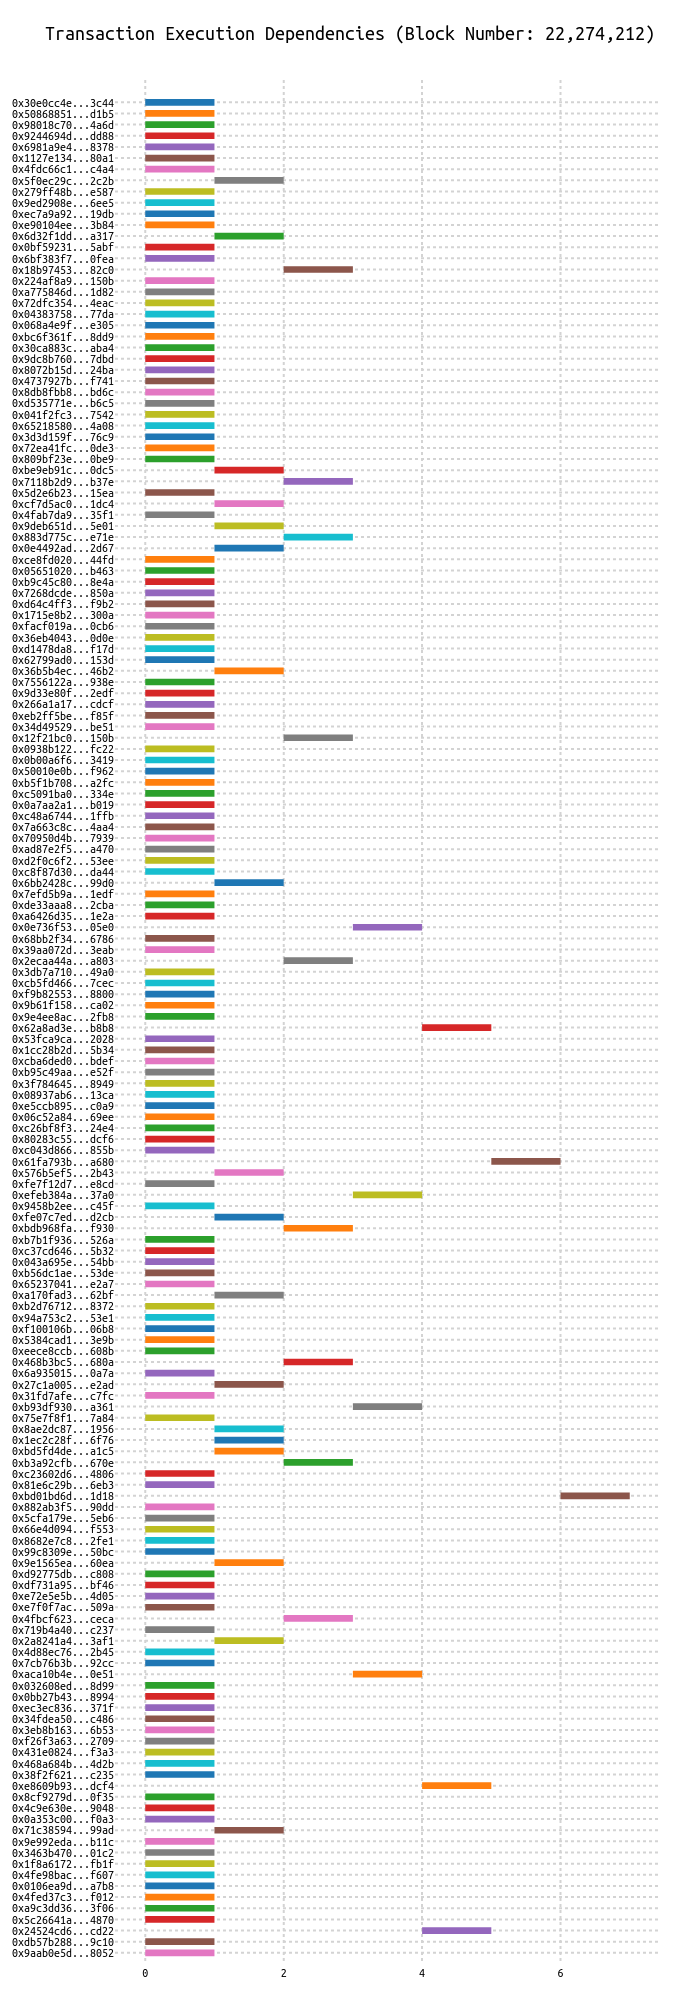 Transaction Execution Dependencies (Block Number: 22,274,212)
0x30e0cc4e...3c44
0x50868851...d1b5
0x98018c70...4a6d
0x9244694d...dd88
0x6981a9e4...8378
0x1127e134...80a1
0x4fdc66c1...c4a4
0x5f0ec29c...2c2b
0x279ff48b...e587
0x9ed2908e...6ee5
0xec7a9a92...19db
0xe90104ee...3b84
0x6d32f1dd...a317
0x0bf59231...5abf
0x6bf383f7...0fea
0x18b97453...82c0
0x224af8a9...150b
0xa775846d...1d82
0x72dfc354...4eac
0x04383758...77da
0x068a4e9f...e305
0xbc6f361f...8dd9
0x30ca883c...aba4
0x9dc8b760...7dbd
0x8072b15d...24ba
0x4737927b...f741
0x8db8fbb8...bd6c
0xd535771e...b6c5
0x041f2fc3...7542
0x65218580...4a08
0x3d3d159f...76c9
0x72ea41fc...0de3
0x809bf23e...0be9
0xbe9eb91c...0dc5
0x7118b2d9...b37e
0x5d2e6b23...15ea
0xcf7d5ac0...1dc4
0x4fab7da9...35f1
0x9deb651d...5e01
0x883d775c...e71e
0x0e4492ad...2d67
0xce8fd020...44fd
0x05651020...b463
0xb9c45c80...8e4a
0x7268dcde...850a
0xd64c4ff3...f9b2
0x1715e8b2...300a
0xfacf019a...0cb6
0x36eb4043...0d0e
0xd1478da8...f17d
0x62799ad0...153d
0x36b5b4ec...46b2
0x7556122a...938e
0x9d33e80f...2edf
0x266a1a17...cdcf
0xeb2ff5be...f85f
0x34d49529...be51
0x12f21bc0...150b
0x0938b122...fc22
0x0b00a6f6...3419
0x50010e0b...f962
0xb5f1b708...a2fc
0xc5091ba0...334e
0x0a7aa2a1...b019
0xc48a6744...1ffb
0x7a663c8c...4aa4
0x70950d4b...7939
0xad87e2f5...a470
0xd2f0c6f2...53ee
0xc8f87d30...da44
0x6bb2428c...99d0
0x7efd5b9a...1edf
0xde33aaa8...2cba
0xa6426d35...1e2a
0x0e736f53...05e0
0x68bb2f34...6786
0x39aa072d...3eab
0x2ecaa44a...a803
0x3db7a710...49a0
0xcb5fd466...7cec
0xf9b82553...8800
0x9b61f158...ca02
0x9e4ee8ac...2fb8
0x62a8ad3e...b8b8
0x53fca9ca...2028
0x1cc28b2d...5b34
0xcba6ded0...bdef
0xb95c49aa...e52f
0x3f784645...8949
0x08937ab6...13ca
0xe5ccb895...c0a9
0x06c52a84...69ee
0xc26bf8f3...24e4
0x80283c55...dcf6
0xc043d866...855b
0x61fa793b...a680
0x576b5ef5...2b43
0xfe7f12d7...e8cd
0xefeb384a...37a0
0x9458b2ee...c45f
0xfe07c7ed...d2cb
0xbdb968fa...f930
0xb7b1f936...526a
0xc37cd646...5b32
0x043a695e...54bb
0xb56dc1ae...53de
0x65237041...e2a7
0xa170fad3...62bf
0xb2d76712...8372
0x94a753c2...53e1
0xf100106b...06b8
0x5384cad1...3e9b
0xeece8ccb...608b
0x468b3bc5...680a
0x6a935015...0a7a
0x27c1a005...e2ad
0x31fd7afe...c7fc
0xb93df930...a361
0x75e7f8f1...7a84
0x8ae2dc87...1956
0x1ec2c28f...6f76
0xbd5fd4de...a1c5
0xb3a92cfb...670e
0xc23602d6...4806
0x81e6c29b...6eb3
0xbd01bd6d...1d18
0x882ab3f5...90dd
0x5cfa179e...5eb6
0x66e4d094...f553
0x8682e7c8...2fe1
0x99c8309e...50bc
0x9e1565ea...60ea
0xd92775db...c808
0xdf731a95...bf46
0xe72e5e5b...4d05
0xe7f0f7ac...509a
0x4fbcf623...ceca
0x719b4a40...c237
0x2a8241a4...3af1
0x4d88ec76...2b45
0x7cb76b3b...92cc
0xaca10b4e...0e51
0x032608ed...8d99
0x0bb27b43...8994
0xec3ec836...371f
0x34fdea50...c486
0x3eb8b163...6b53
0xf26f3a63...2709
0x431e0824...f3a3
0x468a684b...4d2b
0x38f2f621...c235
0xe8609b93...dcf4
0x8cf9279d...0f35
0x4c9e630e...9048
0x0a353c00...f0a3
0x71c38594...99ad
0x9e992eda...b11c
0x3463b470...01c2
0x1f8a6172...fb1f
0x4fe98bac...f607
0x0106ea9d...a7b8
0x4fed37c3...f012
0xa9c3dd36...3f06
0x5c26641a...4870
0x24524cd6...cd22
0xdb57b288...9c10
0x9aab0e5d...8052
0 2 4 6